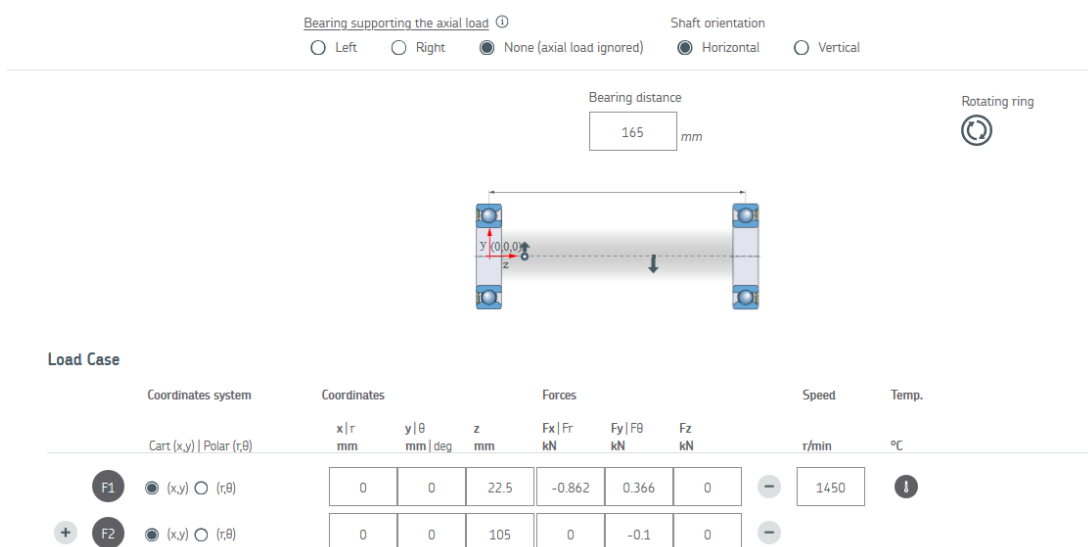 Bearing supporting the axial load ⓘ Shaft orientation
Left Right None (axial load ignored) Horizontal Vertical
Bearing distance
Rotating ring
165 mm
y (0,0,0)
z
Load Case
Coordinates system Coordinates Forces Speed Temp.
x|r y|θ z Fx|Fr Fy|Fθ Fz
Cart (x,y) | Polar (r,θ) mm mm|deg mm kN kN kN r/min °C
F1 (x,y) (r,θ) 0 0 22.5 -0.862 0.366 0 − 1450
+ F2 (x,y) (r,θ) 0 0 105 0 -0.1 0 −